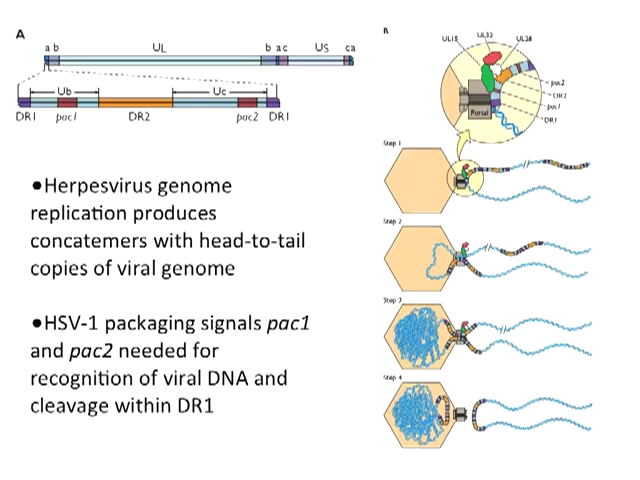 A
a b UL b a c US c a
Ub Uc
DR1 pac1 DR2 pac2 DR1
●Herpesvirus genome
replication produces
concatemers with head-to-tail
copies of viral genome
●HSV-1 packaging signals pac1
and pac2 needed for
recognition of viral DNA and
cleavage within DR1
B
UL15 UL32 UL28
pac2
DR2
pac1
DR1
Portal
Step 1
Step 2
Step 3
Step 4